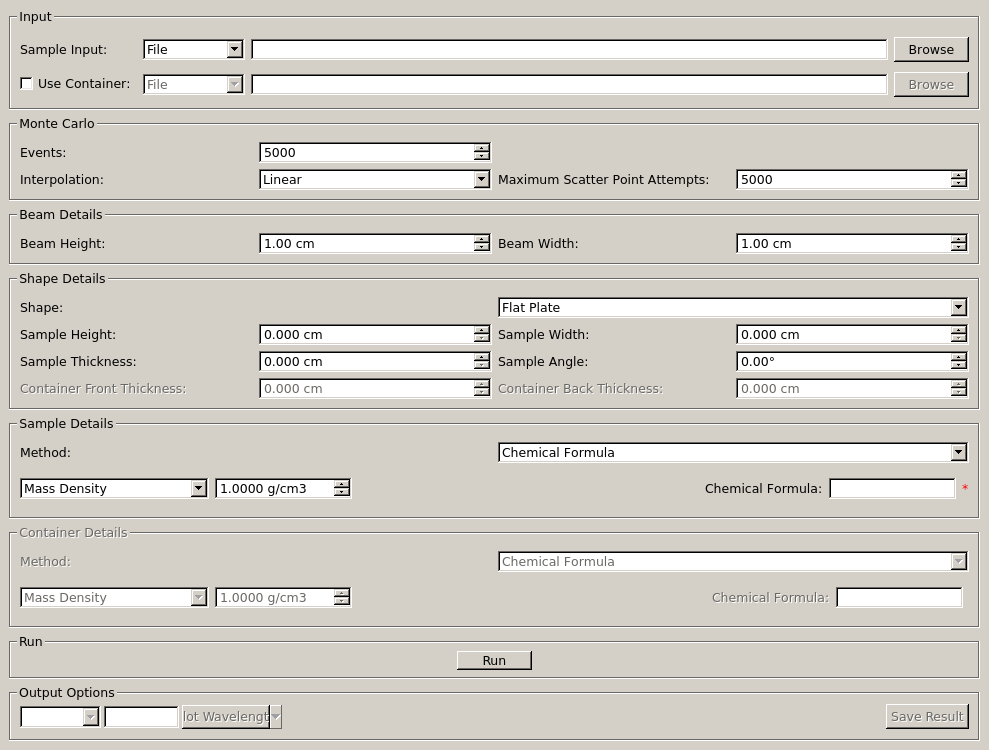 Input
Sample Input: File Browse
Use Container: File Browse
Monte Carlo
Events: 5000
Interpolation: Linear Maximum Scatter Point Attempts: 5000
Beam Details
Beam Height: 1.00 cm Beam Width: 1.00 cm
Shape Details
Shape: Flat Plate
Sample Height: 0.000 cm Sample Width: 0.000 cm
Sample Thickness: 0.000 cm Sample Angle: 0.00°
Container Front Thickness: 0.000 cm Container Back Thickness: 0.000 cm
Sample Details
Method: Chemical Formula
Mass Density 1.0000 g/cm3 Chemical Formula: *
Container Details
Method: Chemical Formula
Mass Density 1.0000 g/cm3 Chemical Formula:
Run
Run
Output Options
lot Wavelengt Save Result